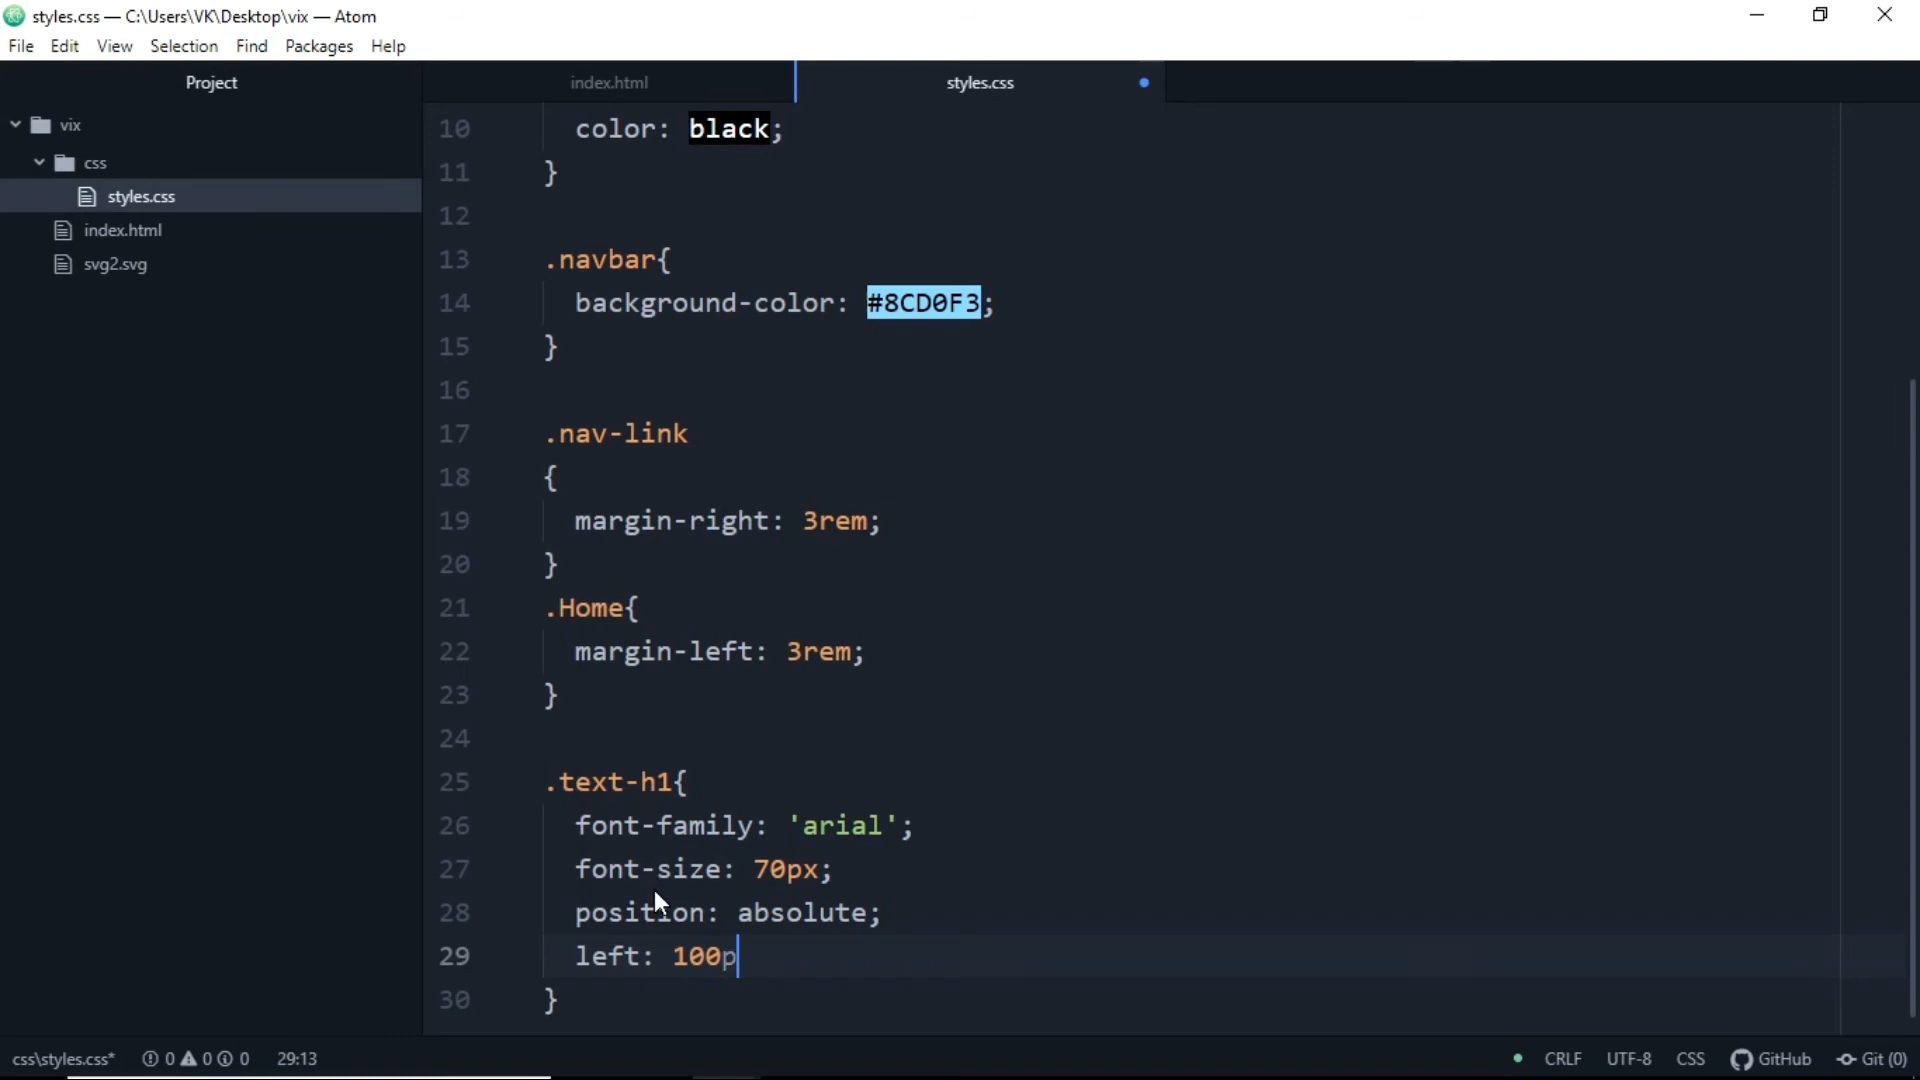 styles.css — C:\Users\VK\Desktop\vix — Atom
File Edit View Selection Find Packages Help
Project
index.html
styles.css
vix
css
styles.css
index.html
svg2.svg
10 color: black;
11 }
12
13 .navbar{
14 background-color: #8CD0F3;
15 }
16
17 .nav-link
18 {
19 margin-right: 3rem;
20 }
21 .Home{
22 margin-left: 3rem;
23 }
24
25 .text-h1{
26 font-family: 'arial';
27 font-size: 70px;
28 position: absolute;
29 left: 100p
30 }
css\styles.css* 0 0 0 29:13 CRLF UTF-8 CSS GitHub Git (0)